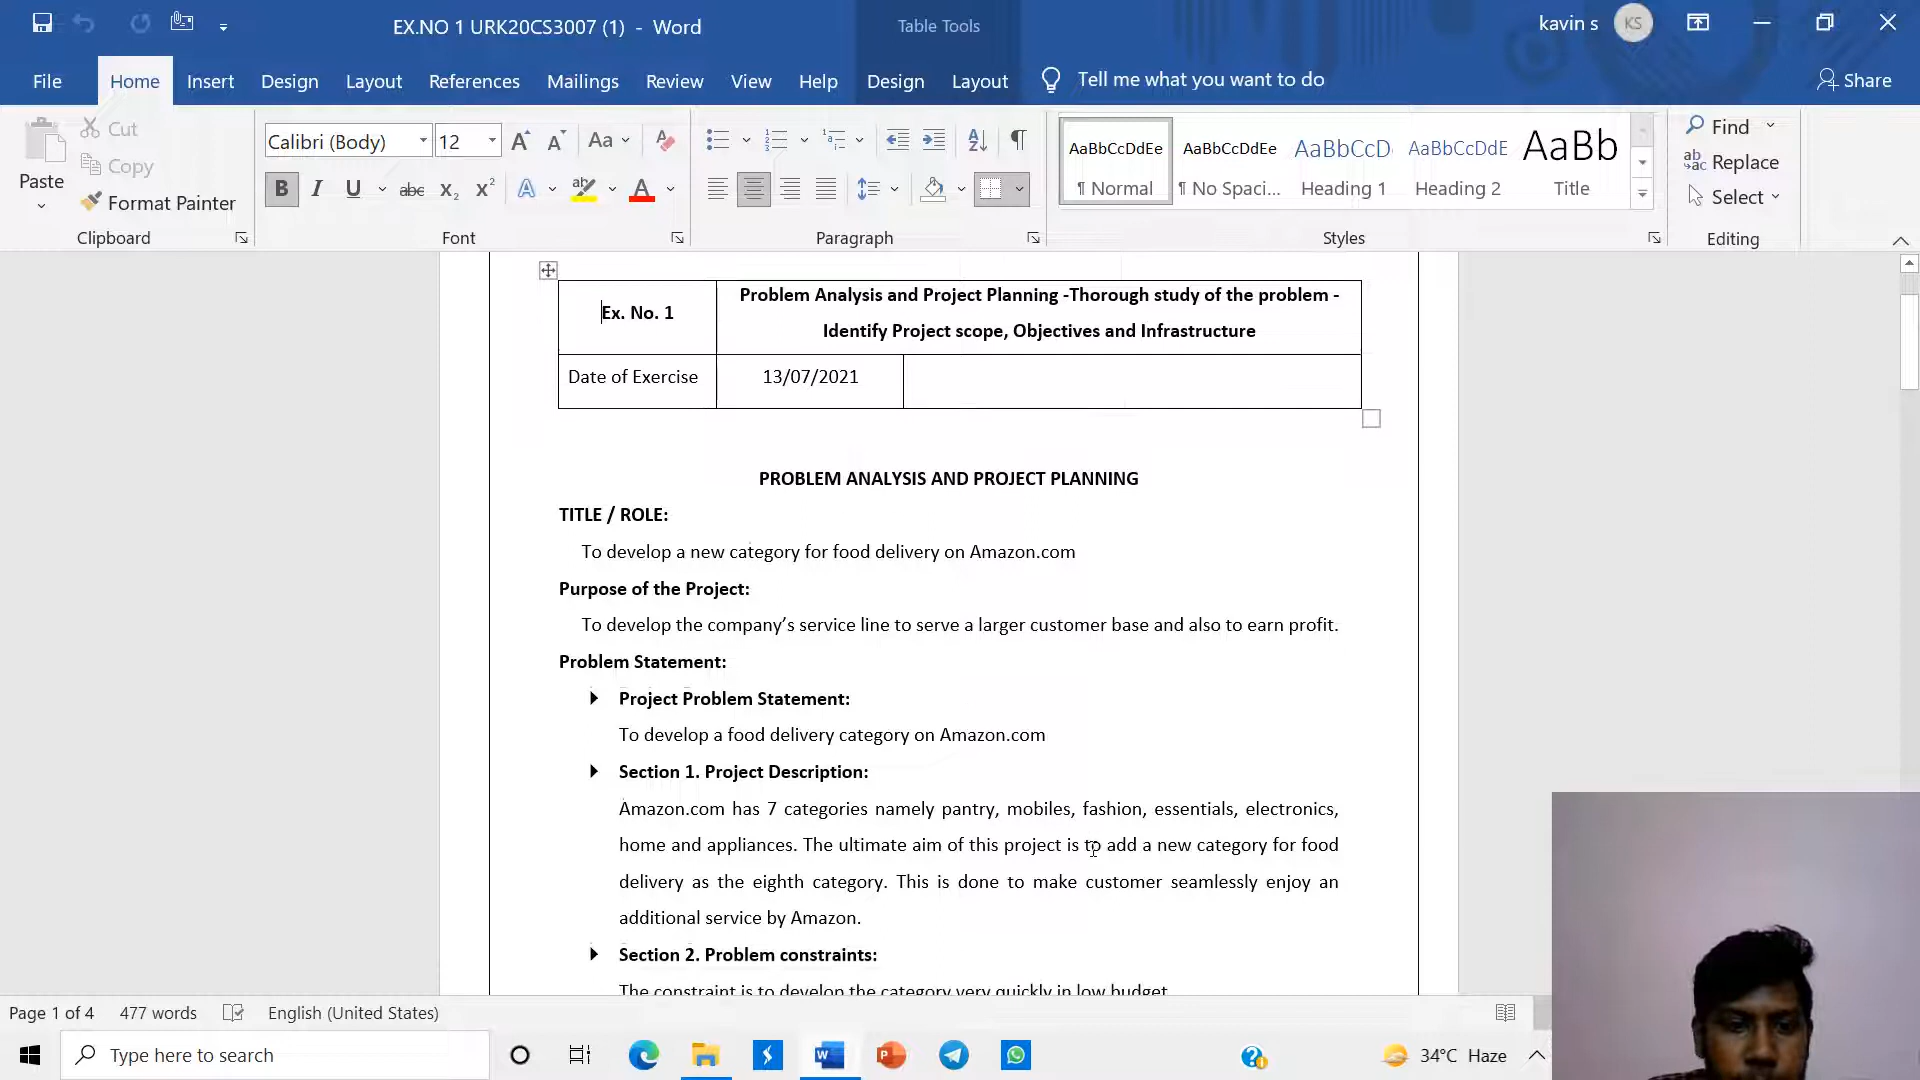 EX.NO 1 URK20CS3007 (1) - Word
Table Tools
kavin s
KS
File
Home
Insert
Design
Layout
References
Mailings
Review
View
Help
Design
Layout
Tell me what you want to do
Share
Paste
Cut
Copy
Format Painter
Clipboard
Calibri (Body)
12
Font
Paragraph
AaBbCcDdEe
¶ Normal
AaBbCcDdEe
¶ No Spaci...
AaBbCcD
Heading 1
AaBbCcDdE
Heading 2
AaBb
Title
Styles
Find
Replace
Select
Editing
Ex. No. 1
Problem Analysis and Project Planning -Thorough study of the problem -
Identify Project scope, Objectives and Infrastructure
Date of Exercise
13/07/2021
PROBLEM ANALYSIS AND PROJECT PLANNING
TITLE / ROLE:
To develop a new category for food delivery on Amazon.com
Purpose of the Project:
To develop the company’s service line to serve a larger customer base and also to earn profit.
Problem Statement:
Project Problem Statement:
To develop a food delivery category on Amazon.com
Section 1. Project Description:
Amazon.com has 7 categories namely pantry, mobiles, fashion, essentials, electronics,
home and appliances. The ultimate aim of this project is to add a new category for food
delivery as the eighth category. This is done to make customer seamlessly enjoy an
additional service by Amazon.
Section 2. Problem constraints:
The constraint is to develop the category very quickly in low budget
Page 1 of 4
477 words
English (United States)
Type here to search
34°C Haze